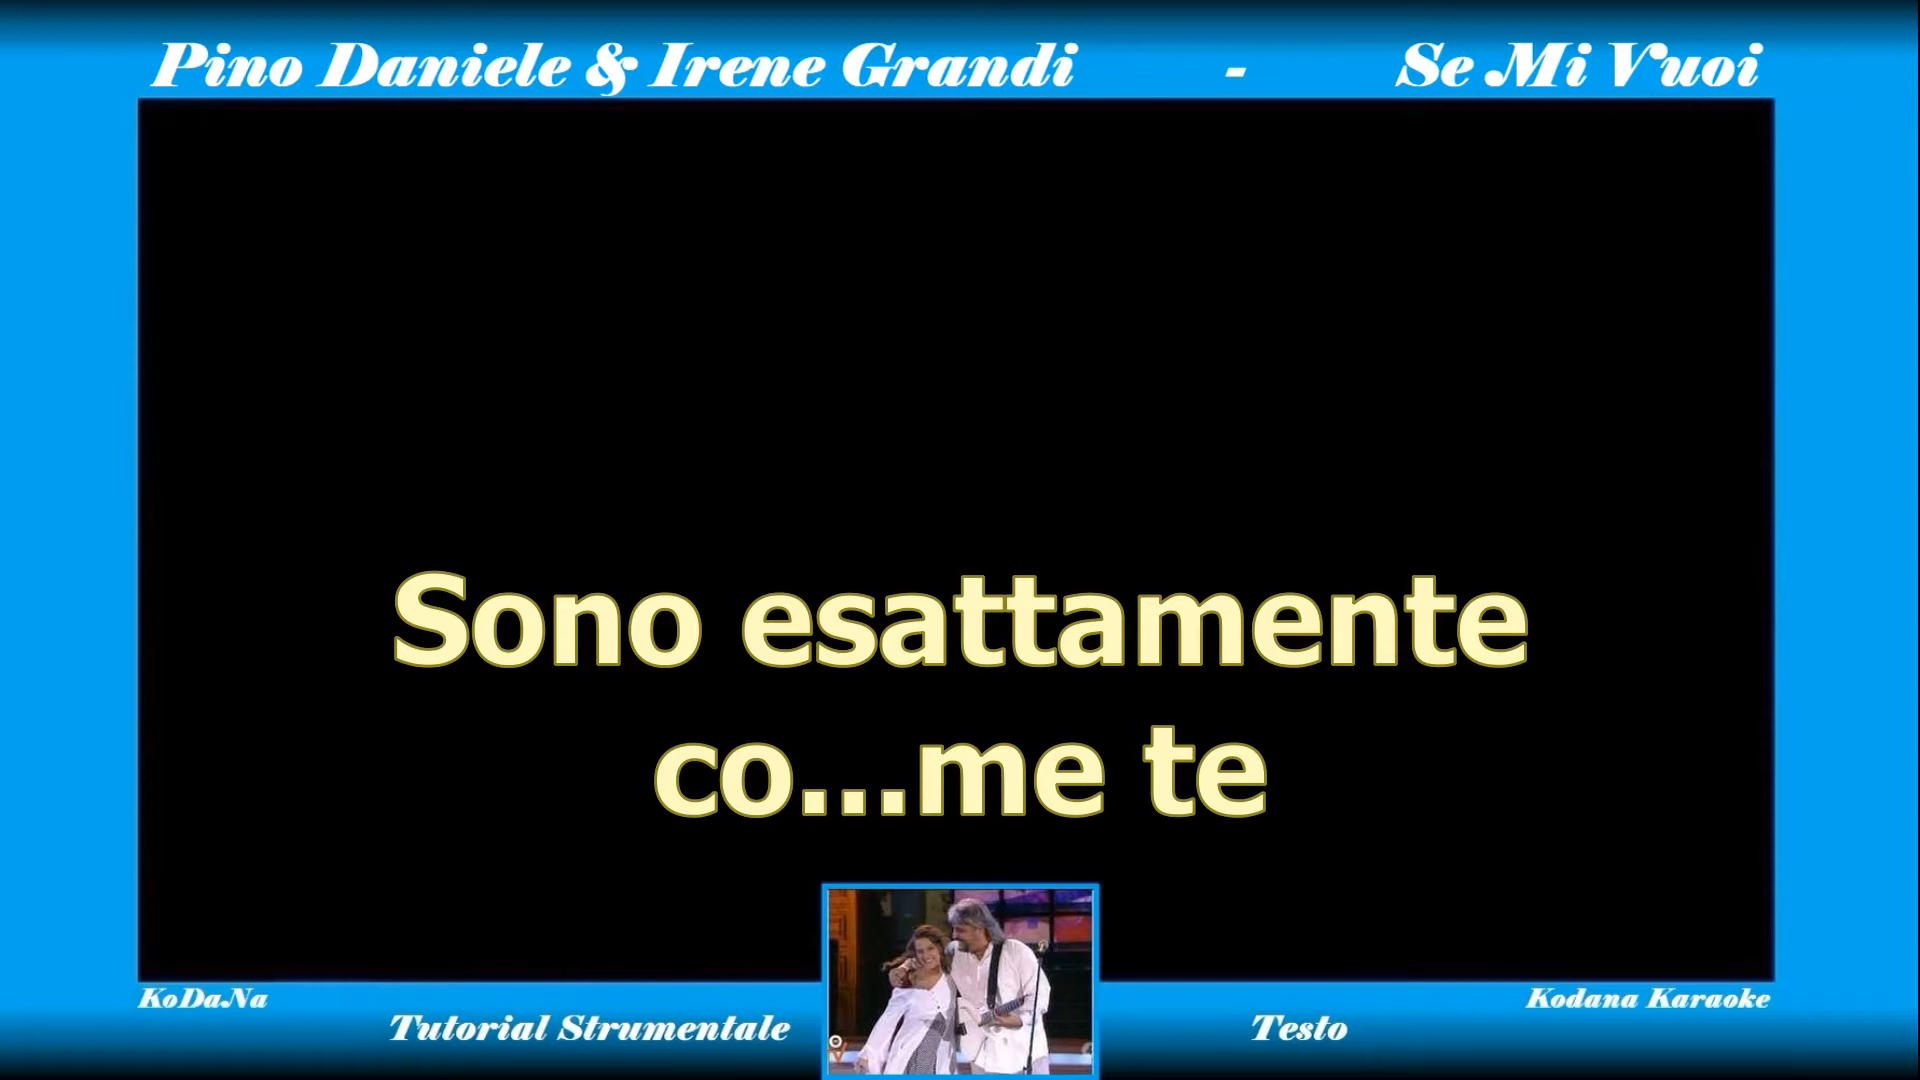 Pino Daniele & Irene Grandi - Se Mi Vuoi
Sono esattamente
co...me te
KoDaNa
Kodana Karaoke
Tutorial Strumentale
Testo